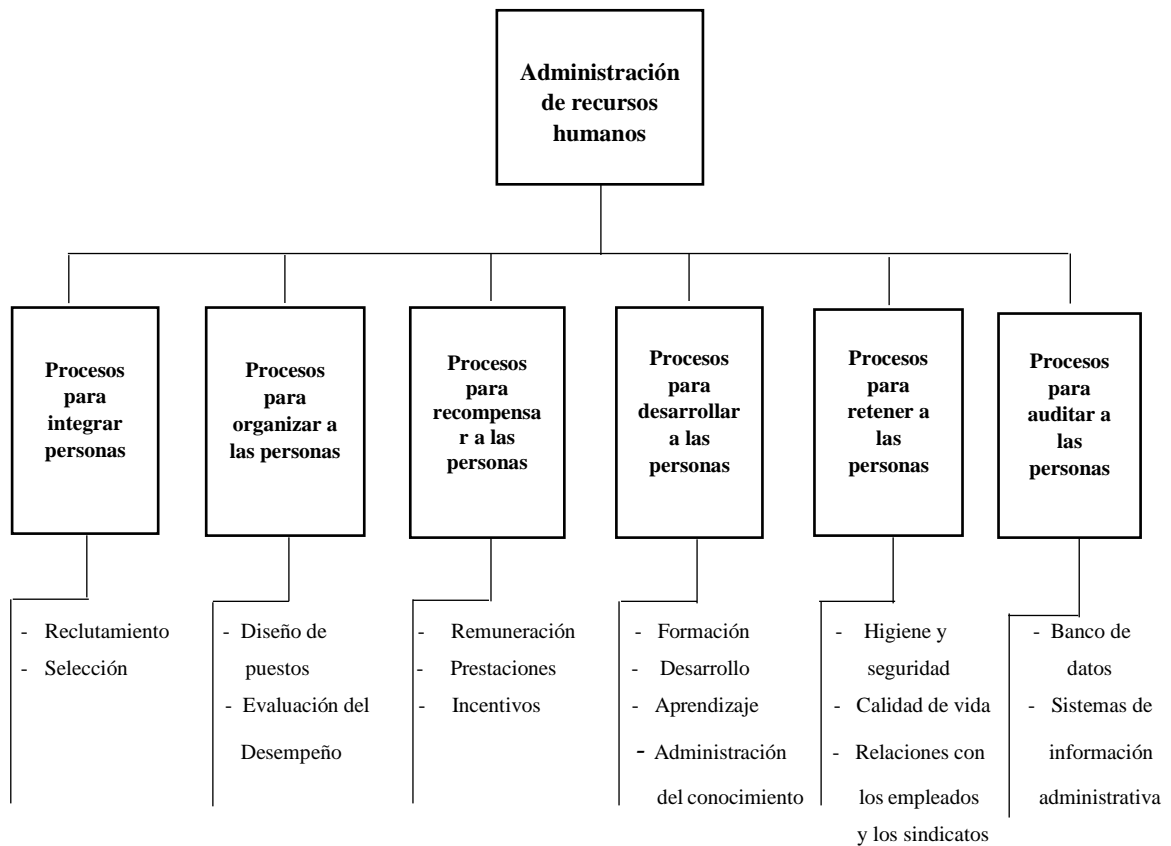 Administración
de recursos
humanos
Procesos
para
integrar
personas
Procesos
para
organizar a
las personas
Procesos
para
recompensa
r a las
personas
Procesos
para
desarrollar
a las
personas
Procesos
para
retener a
las
personas
Procesos
para
auditar a
las
personas
- Reclutamiento
- Selección
- Diseño de
puestos
- Evaluación del
Desempeño
- Remuneración
- Prestaciones
- Incentivos
- Formación
- Desarrollo
- Aprendizaje
- Administración
del conocimiento
- Higiene y
seguridad
- Calidad de vida
- Relaciones con
los empleados
y los sindicatos
- Banco de
datos
- Sistemas de
información
administrativa